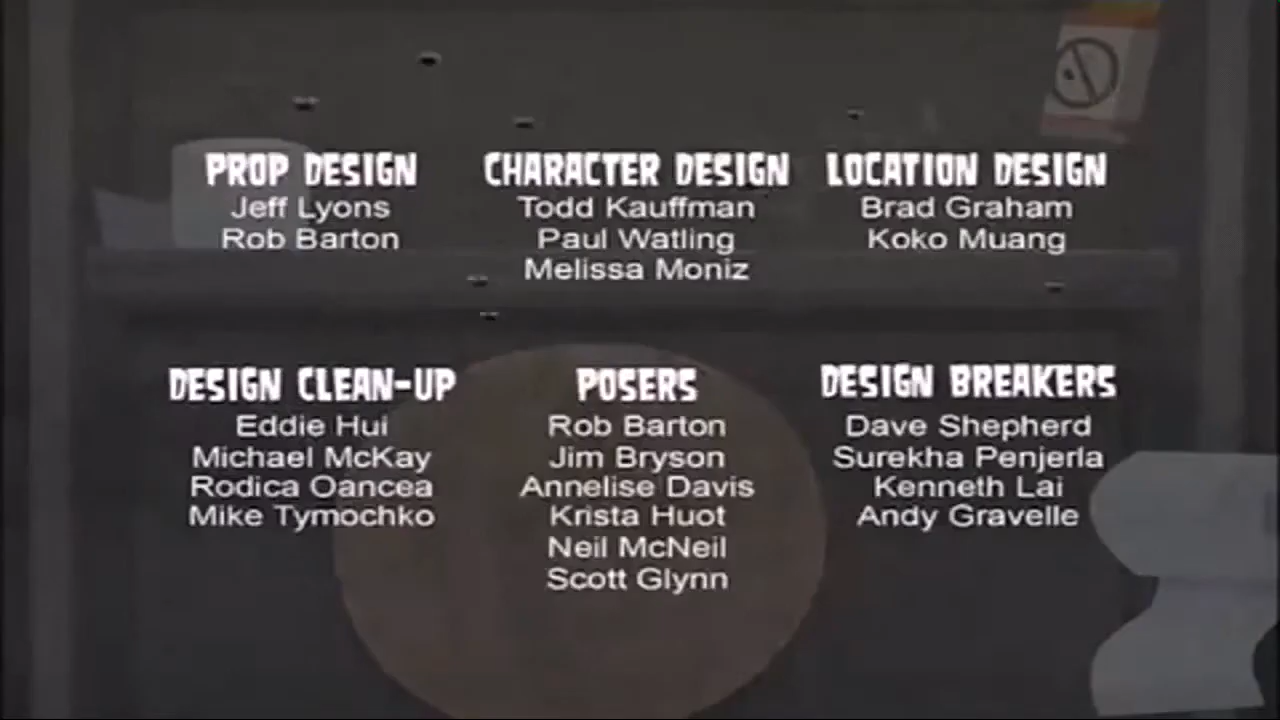 PROP DESIGN
Jeff Lyons
Rob Barton
CHARACTER DESIGN
Todd Kauffman
Paul Watling
Melissa Moniz
LOCATION DESIGN
Brad Graham
Koko Muang
DESIGN CLEAN-UP
Eddie Hui
Michael McKay
Rodica Oancea
Mike Tymochko
POSERS
Rob Barton
Jim Bryson
Annelise Davis
Krista Huot
Neil McNeil
Scott Glynn
DESIGN BREAKERS
Dave Shepherd
Surekha Penjerla
Kenneth Lai
Andy Gravelle